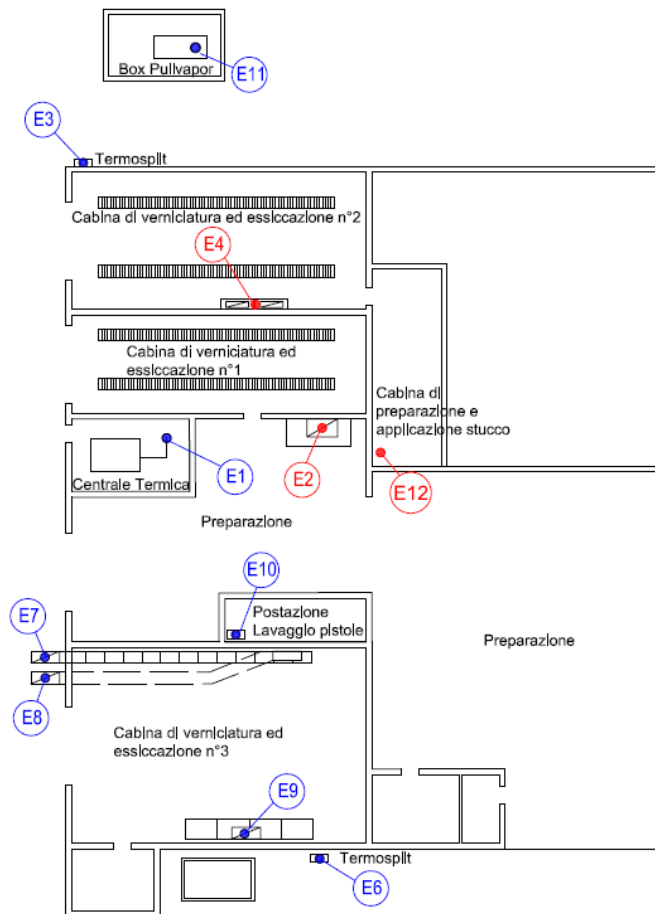 Box Pullvapor
E11
E3
Termosplit
Cabina di verniciatura ed essiccazione n°2
E4
Cabina di verniciatura ed
essiccazione n°1
Cabina di
preparazione e
applicazione stucco
E1
E2
E12
Centrale Termica
Preparazione
E10
Postazione
Lavaggio pistole
E7
E8
Preparazione
Cabina di verniciatura ed
essiccazione n°3
E9
Termosplit
E6